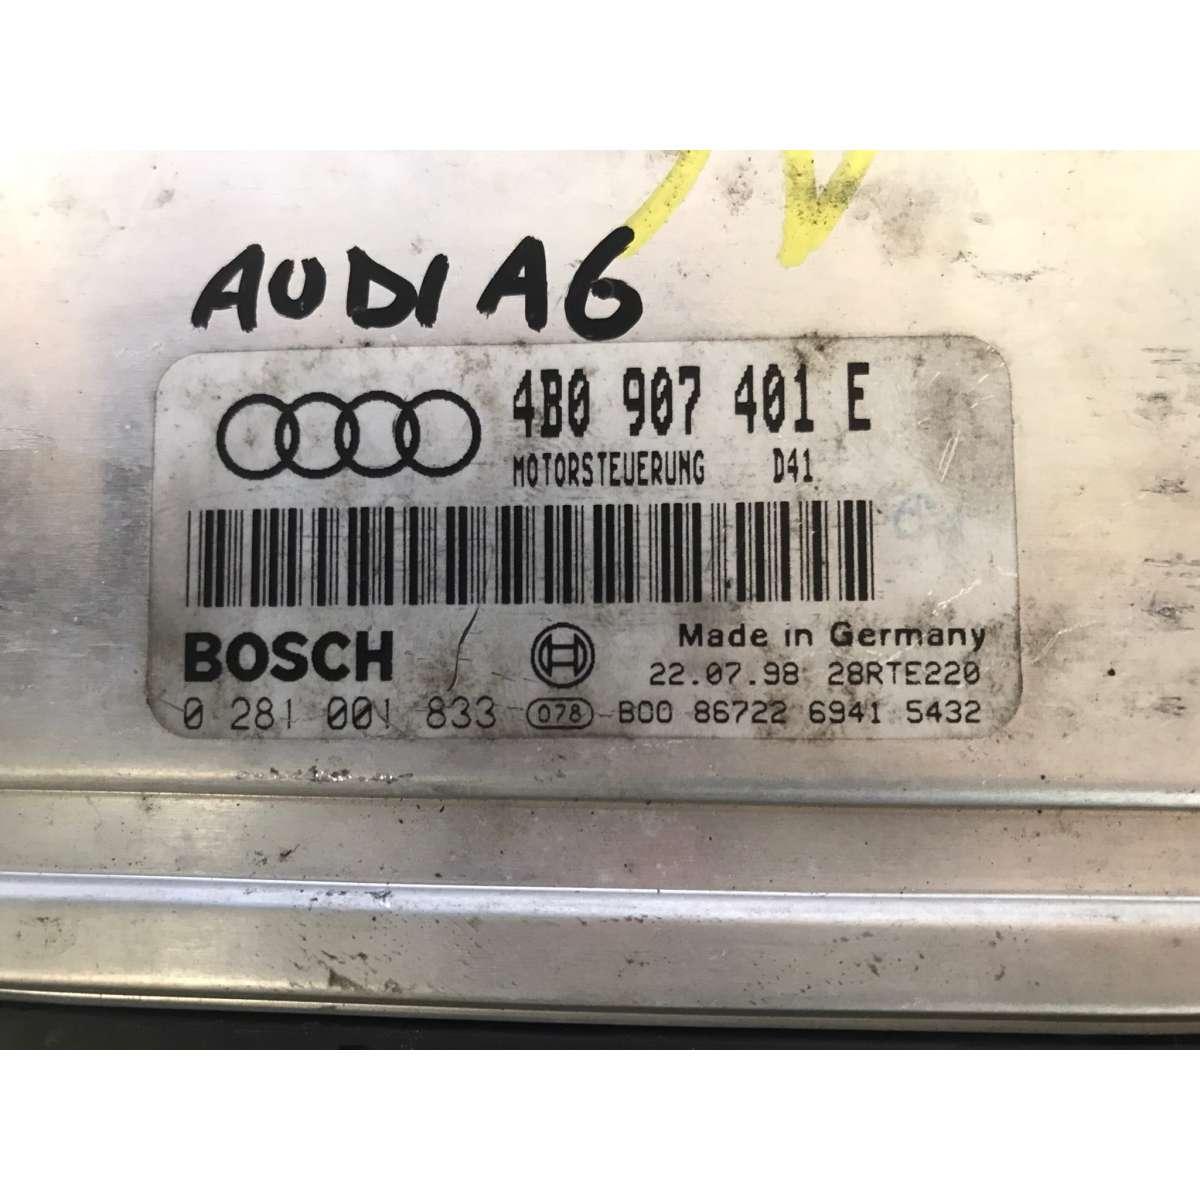 AUDI A6
4B0 907 401 E
MOTORSTEUERUNG D41
BOSCH
Made in Germany
22.07.98 28RTE220
0 281 001 833 078 B00 86722 6941 5432